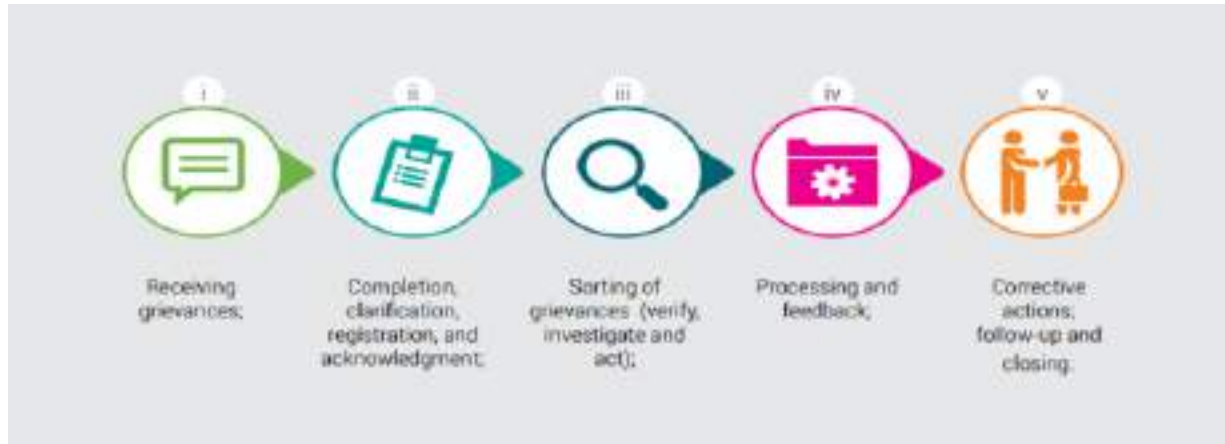 i
ii
iii
iv
v
Receiving
grievances;
Completion,
clarification,
registration, and
acknowledgment;
Sorting of
grievances (verify,
investigate and
act);
Processing and
feedback;
Corrective
actions;
follow-up and
closing.